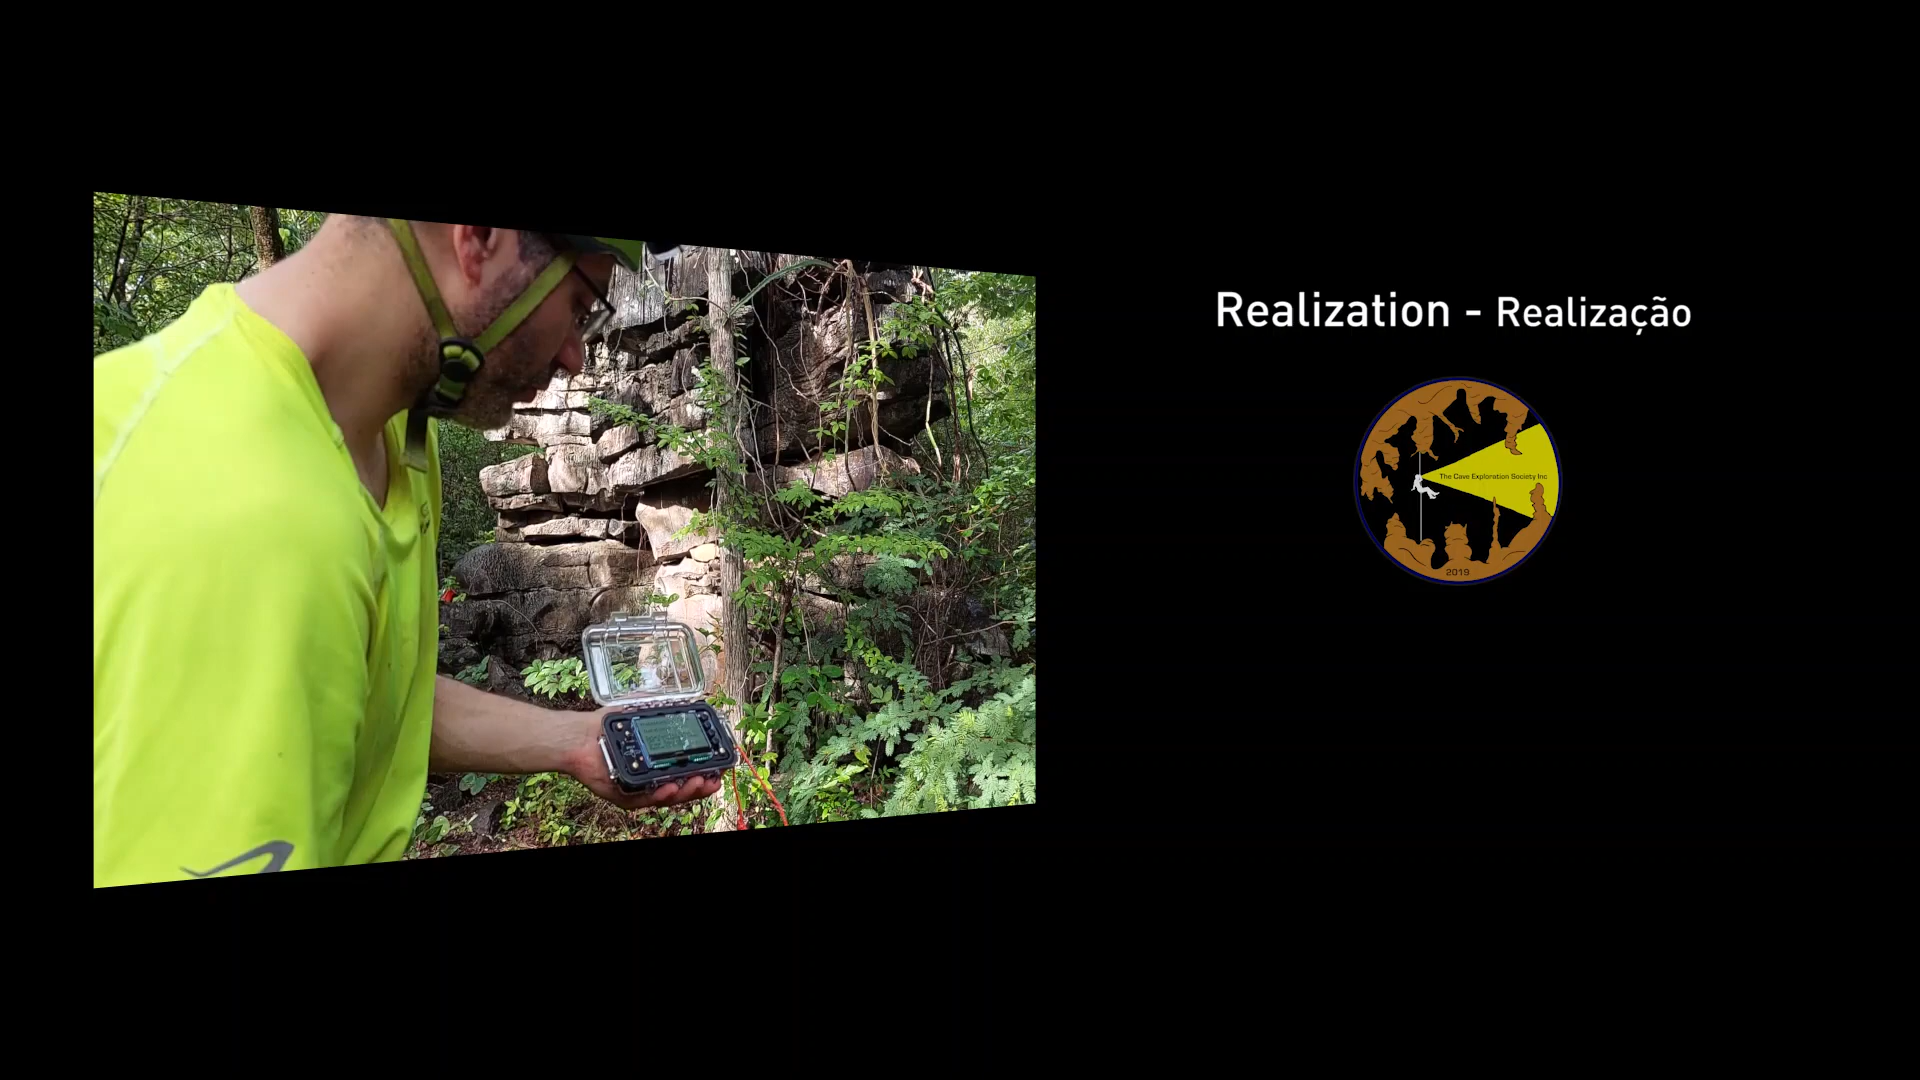 Realization - Realização
The Cave Exploration Society Inc
2019